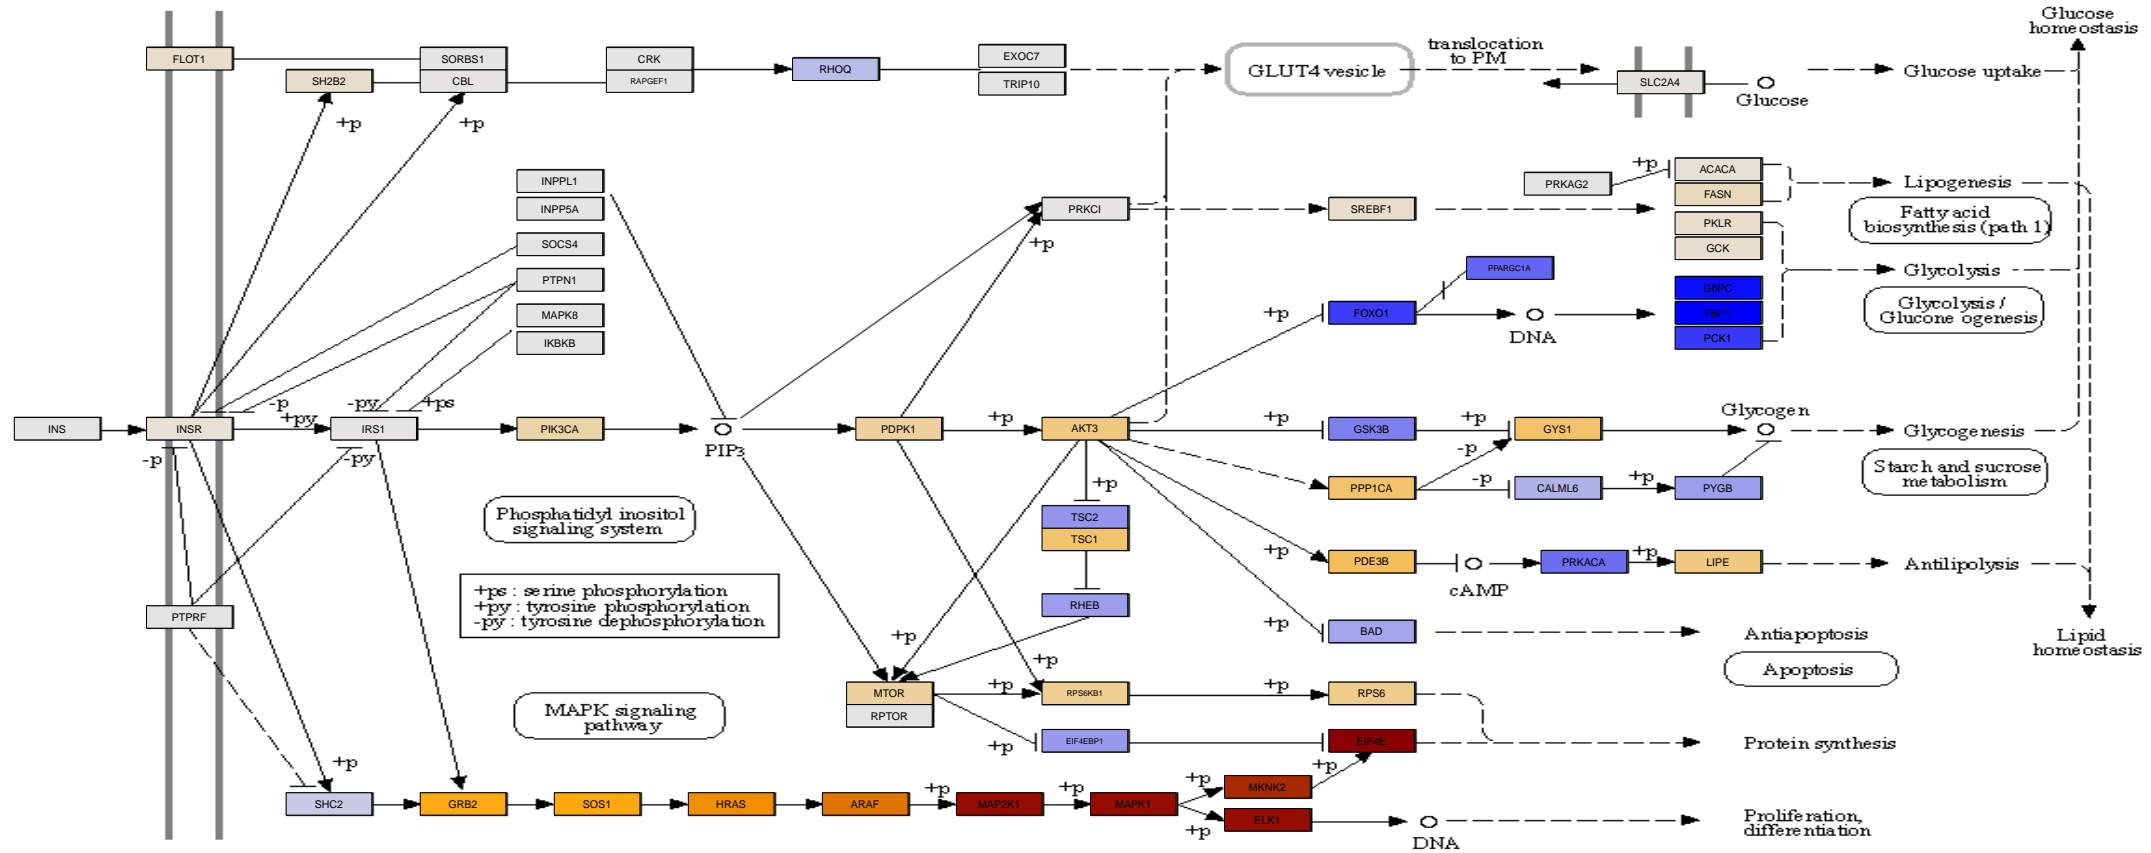 Glucose
homeostasis
FLOT1
SORBS1
CRK
EXOC7
translocation
to PM
SH2B2
CBL
RAPGEF1
RHOQ
TRIP10
GLUT4 vesicle
SLC2A4
Glucose
Glucose uptake
+p
+p
INPPL1
INPP5A
SOCS4
PTPN1
MAPK8
IKBKB
PRKCI
+p
SREBF1
PRKAG2
+p
ACACA
FASN
PKLR
GCK
Lipogenesis
Fatty acid
biosynthesis (path 1)
PPARGC1A
G6PC
FBP1
PCK1
Glycolysis
Glycolysis /
Glucone ogenesis
+p
FOXO1
DNA
INS
INSR
-p
-p
+py
-py
+ps
-py
IRS1
PIK3CA
PIP3
PDPK1
+p
AKT3
+p
GSK3B
+p
-p
GYS1
Glycogen
Glycogenesis
Starch and sucrose
metabolism
PPP1CA
-p
CALML6
+p
PYGB
+p
TSC2
TSC1
Phosphatidyl inositol
signaling system
+p
PDE3B
cAMP
PRKACA
+p
LIPE
Antilipolysis
+ps : serine phosphorylation
+py : tyrosine phosphorylation
-py : tyrosine dephosphorylation
RHEB
PTPRF
+p
+p
BAD
Antiapoptosis
Apoptosis
Lipid
homeostasis
+p
MTOR
RPTOR
+p
RPS6KB1
+p
RPS6
MAPK signaling
pathway
+p
EIF4EBP1
EIF4E
Protein synthesis
+p
SHC2
GRB2
SOS1
HRAS
ARAF
+p
MAP2K1
+p
MAPK1
+p
MKNK2
+p
+p
ELK1
DNA
Proliferation,
differentiation